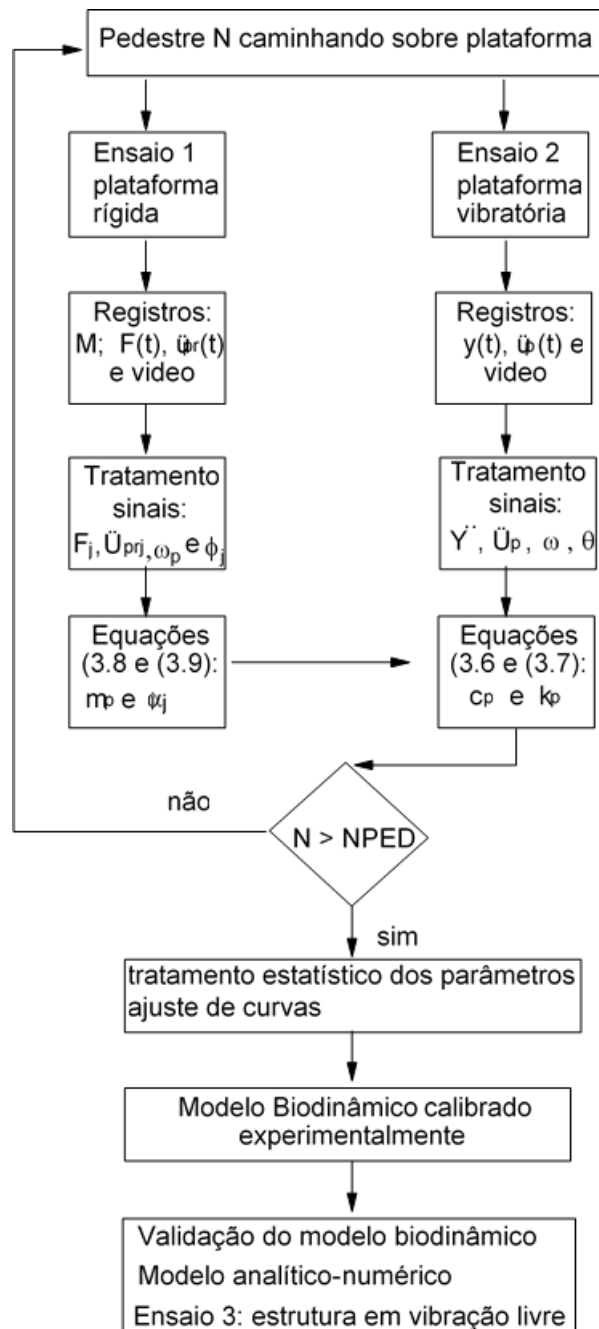 Pedestre N caminhando sobre plataforma
Ensaio 1
plataforma
rígida
Ensaio 2
plataforma
vibratória
Registros:
M; F(t), üpr(t)
e video
Registros:
y(t), üp(t) e
video
Tratamento
sinais:
Fj, Üprj, ωp e ϕj
Tratamento
sinais:
Y¨, Üp, ω, θ
Equações
(3.8 e (3.9):
mp e ψj
Equações
(3.6 e (3.7):
cp e kp
não
N > NPED
sim
tratamento estatístico dos parâmetros
ajuste de curvas
Modelo Biodinâmico calibrado
experimentalmente
Validação do modelo biodinâmico
Modelo analítico-numérico
Ensaio 3: estrutura em vibração livre